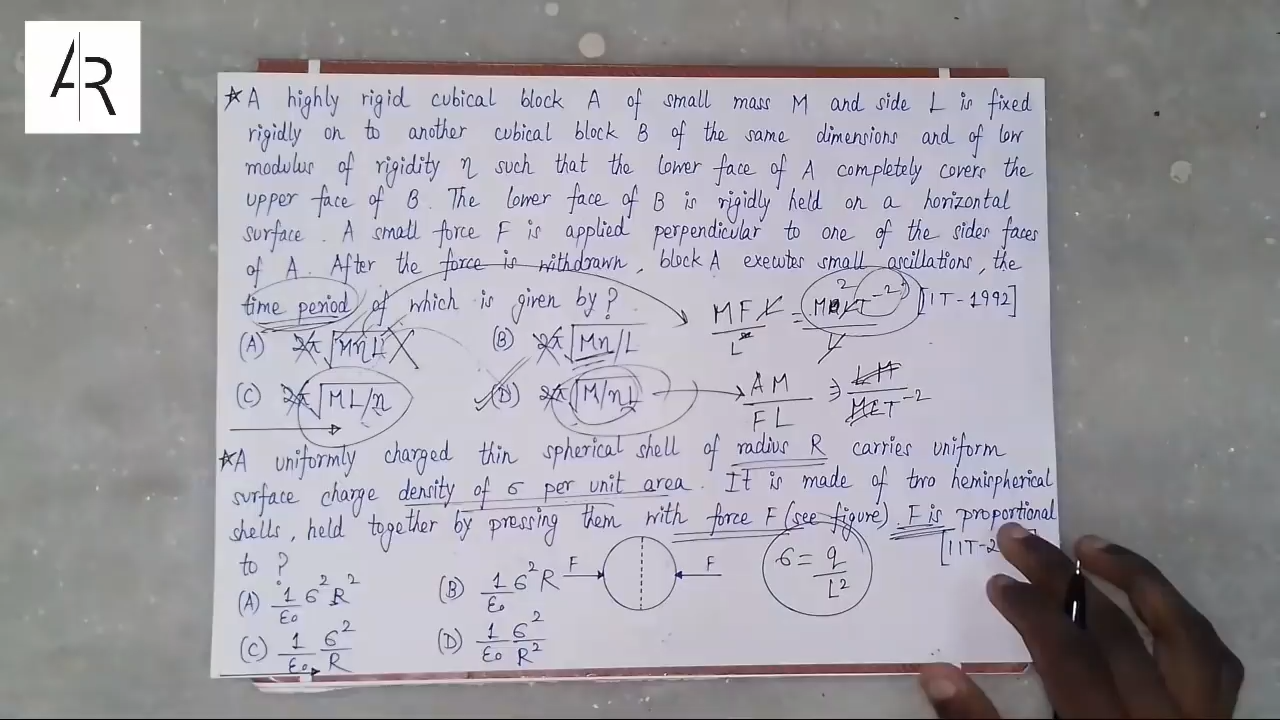 AR
☆ A highly rigid cubical block A of small mass M and side L is fixed
rigidly on to another cubical block B of the same dimensions and of low
modulus of rigidity η such that the lower face of A completely covers the
upper face of B. The lower face of B is rigidly held on a horizontal
surface. A small force F is applied perpendicular to one of the sides faces
of A. After the force is withdrawn, block A executes small oscillations, the
time period of which is given by? [IIT-1992]
(A) 2π√MηL (B) 2π√Mη/L
(C) 2π√ML/η (D) 2π√M/ηL
AM/FL
☆ A uniformly charged thin spherical shell of radius R carries uniform
surface charge density of σ per unit area. It is made of two hemispherical
shells, held together by pressing them with force F (see figure) F is proportional
to ? [IIT-2
(A) 1/ε₀ σ²R² (B) 1/ε₀ σ²R F F σ = q/L²
(C) 1/ε₀ σ²/R (D) 1/ε₀ σ²/R²